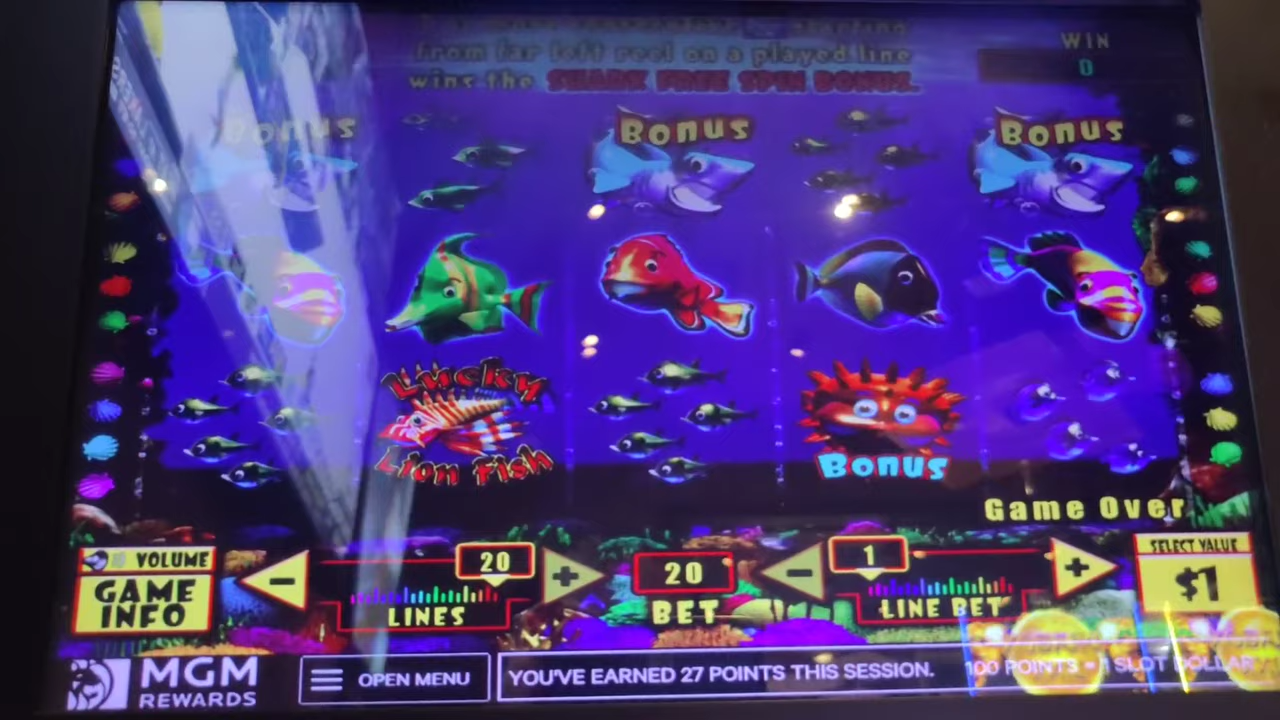 from far left reel on a played line
wins the SHARK FREE SPIN BONUS.
WIN
0
Bonus
Bonus
Bonus
Lucky
Lion Fish
Bonus
Game Over
VOLUME
GAME
INFO
-
20
+
LINES
20
BET
-
1
+
LINE BET
SELECT VALUE
$1
MGM
REWARDS
OPEN MENU
YOU'VE EARNED 27 POINTS THIS SESSION.
100 POINTS = 1 SLOT DOLLAR